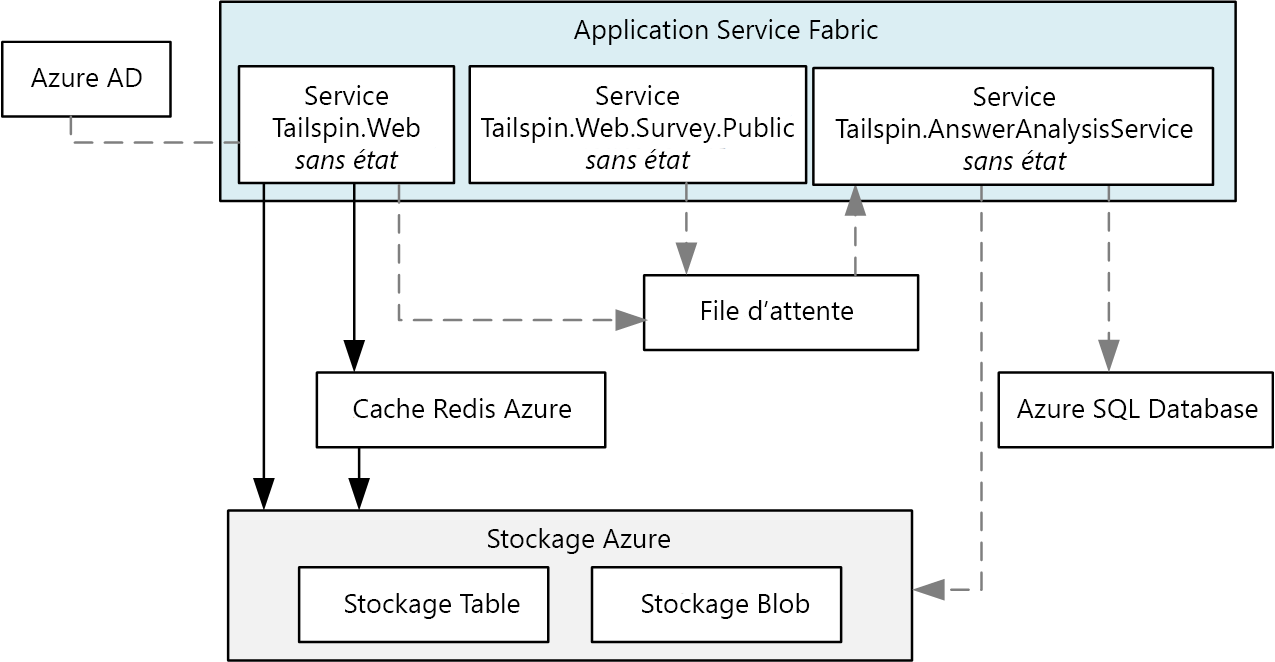 Application Service Fabric
Azure AD
Service
Tailspin.Web
sans état
Service
Tailspin.Web.Survey.Public
sans état
Service
Tailspin.AnswerAnalysisService
sans état
File d’attente
Cache Redis Azure
Azure SQL Database
Stockage Azure
Stockage Table
Stockage Blob